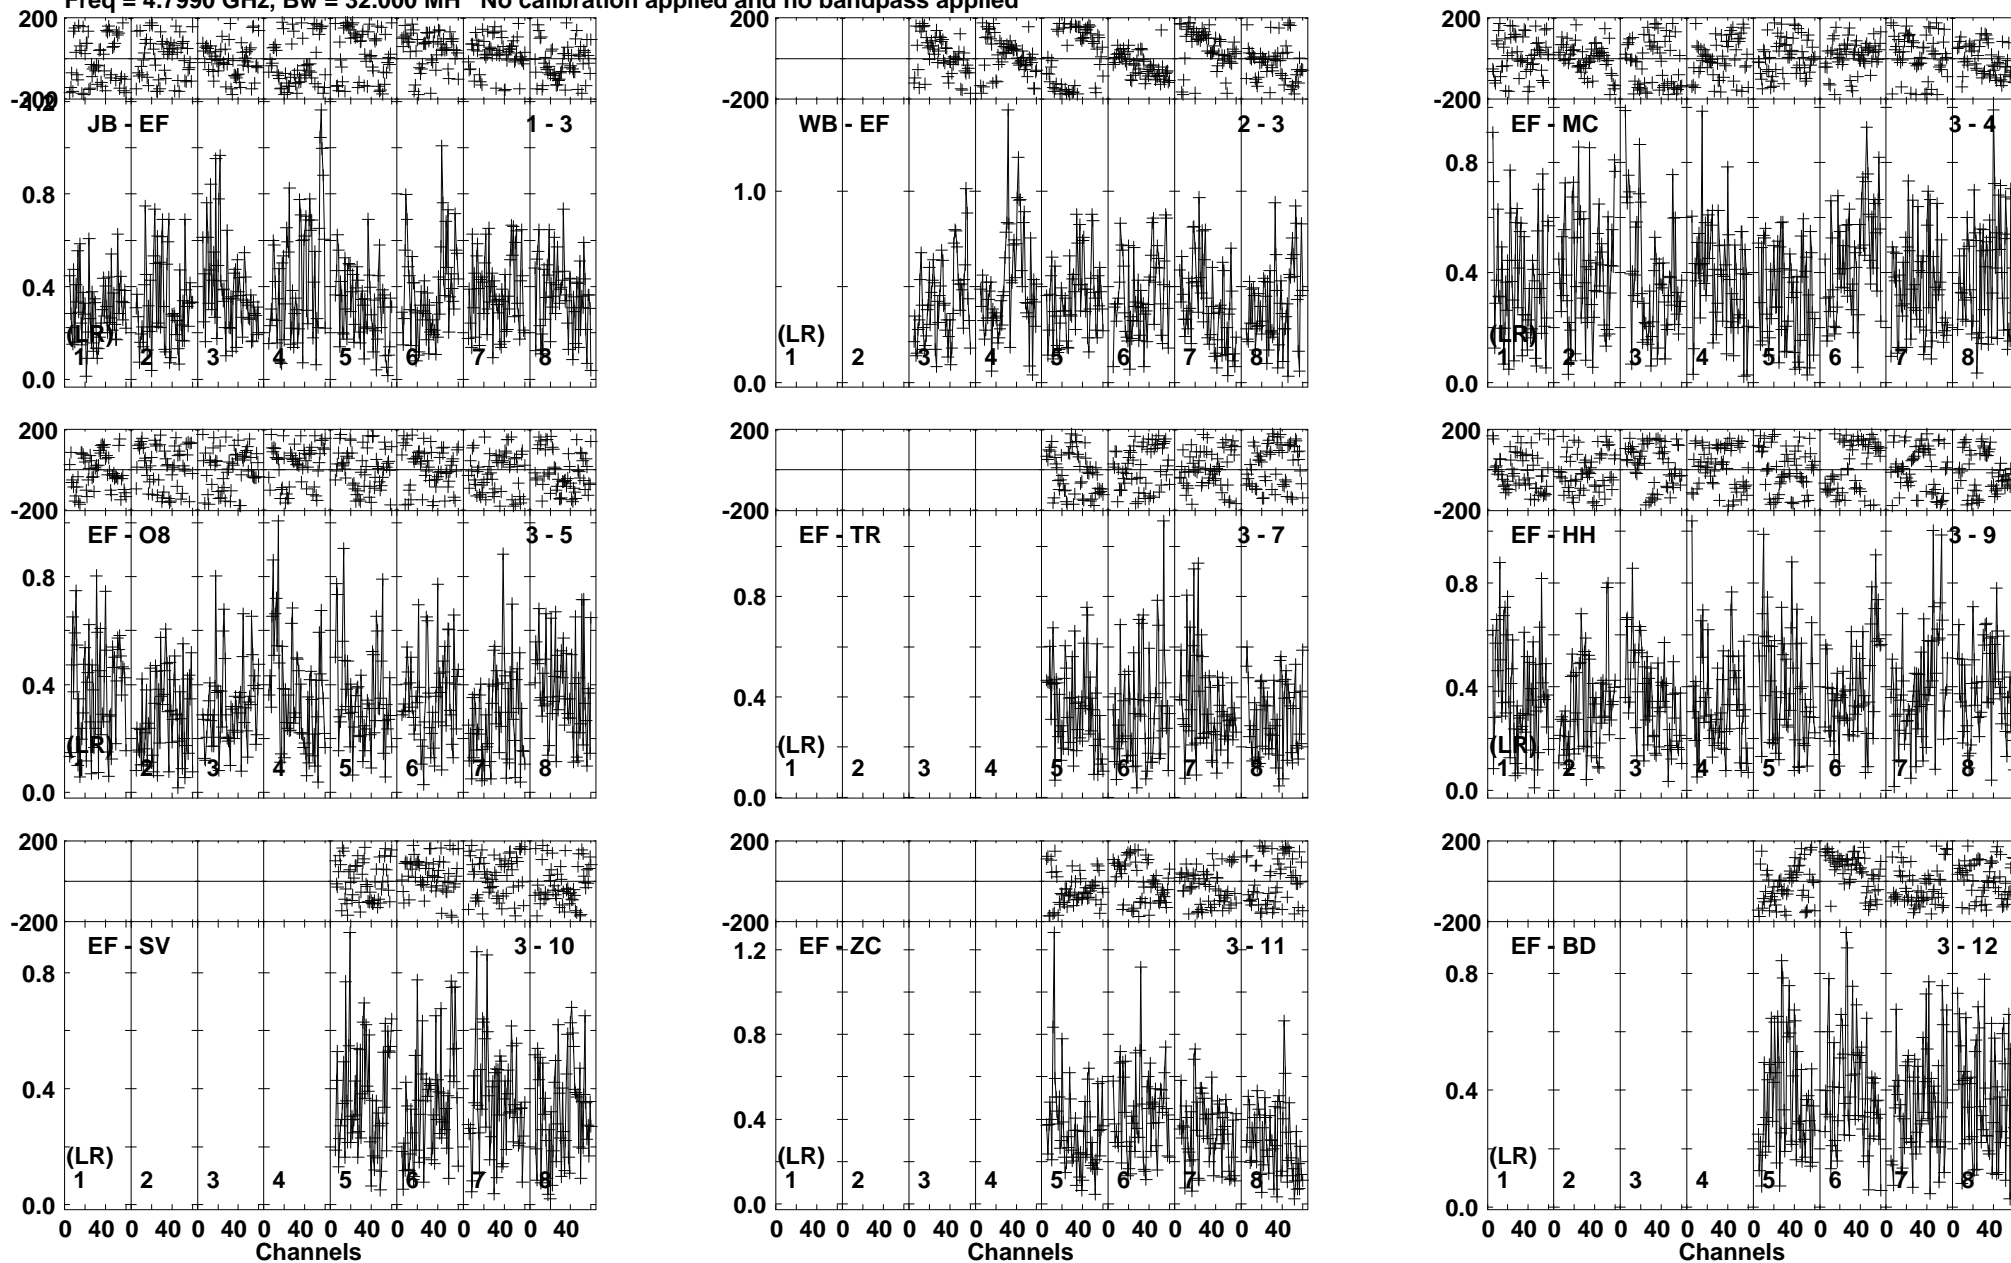 Freq = 4.7990 GHz, Bw = 32.000 MH No calibration applied and no bandpass applied
200
-200
1.2
0.8
0.4
0.0
JB - EF
1 - 3
(LR)
1 2 3 4 5 6 7 8
200
-200
1.0
0.0
WB - EF
2 - 3
(LR)
1 2 3 4 5 6 7 8
200
-200
0.8
0.4
0.0
EF - MC
3 - 4
(LR)
1 2 3 4 5 6 7 8
200
-200
0.8
0.4
0.0
EF - O8
3 - 5
(LR)
1 2 3 4 5 6 7 8
200
-200
0.8
0.4
0.0
EF - TR
3 - 7
(LR)
1 2 3 4 5 6 7 8
200
-200
0.8
0.4
0.0
EF - HH
3 - 9
(LR)
1 2 3 4 5 6 7 8
200
-200
0.8
0.4
0.0
EF - SV
3 - 10
(LR)
1 2 3 4 5 6 7 8
0 40 0 40 0 40 0 40 0 40 0 40 0 40 0 40
Channels
200
-200
1.2
0.8
0.4
0.0
EF - ZC
3 - 11
(LR)
1 2 3 4 5 6 7 8
0 40 0 40 0 40 0 40 0 40 0 40 0 40 0 40
Channels
200
-200
0.8
0.4
0.0
EF - BD
3 - 12
(LR)
1 2 3 4 5 6 7 8
0 40 0 40 0 40 0 40 0 40 0 40 0 40 0 40
Channels